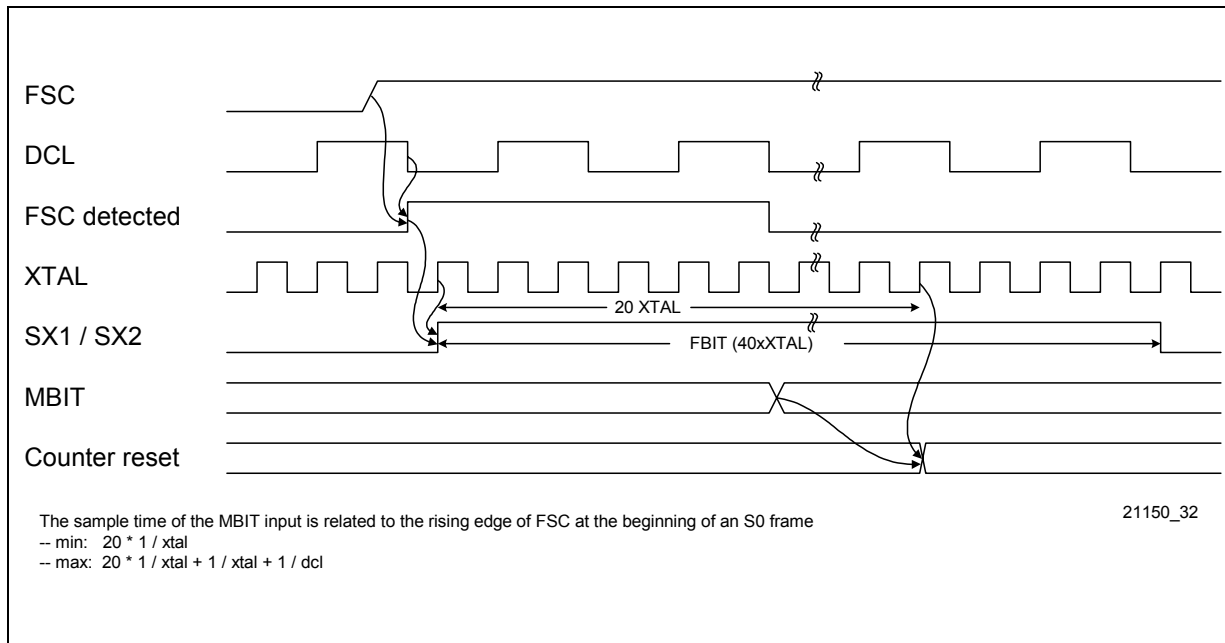 FSC
DCL
FSC detected
XTAL
20 XTAL
SX1 / SX2
FBIT (40xXTAL)
MBIT
Counter reset
The sample time of the MBIT input is related to the rising edge of FSC at the beginning of an S0 frame
21150_32
-- min: 20 * 1 / xtal
-- max: 20 * 1 / xtal + 1 / xtal + 1 / dcl